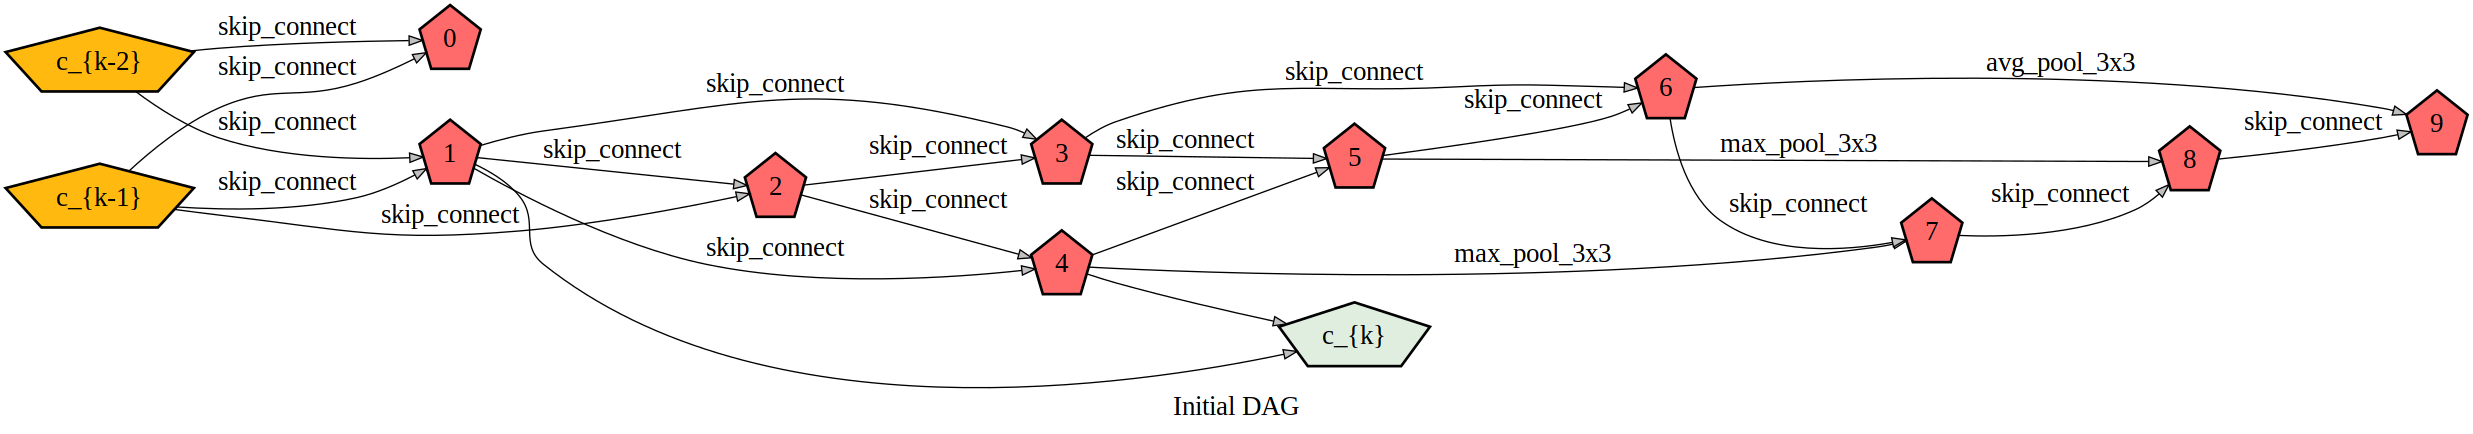 c_{k-2}
c_{k-1}
skip_connect
skip_connect
skip_connect
skip_connect
skip_connect
0
1
skip_connect
skip_connect
skip_connect
2
skip_connect
skip_connect
3
4
skip_connect
skip_connect
skip_connect
skip_connect
max_pool_3x3
5
c_{k}
6
max_pool_3x3
skip_connect
7
avg_pool_3x3
skip_connect
8
skip_connect
9
Initial DAG